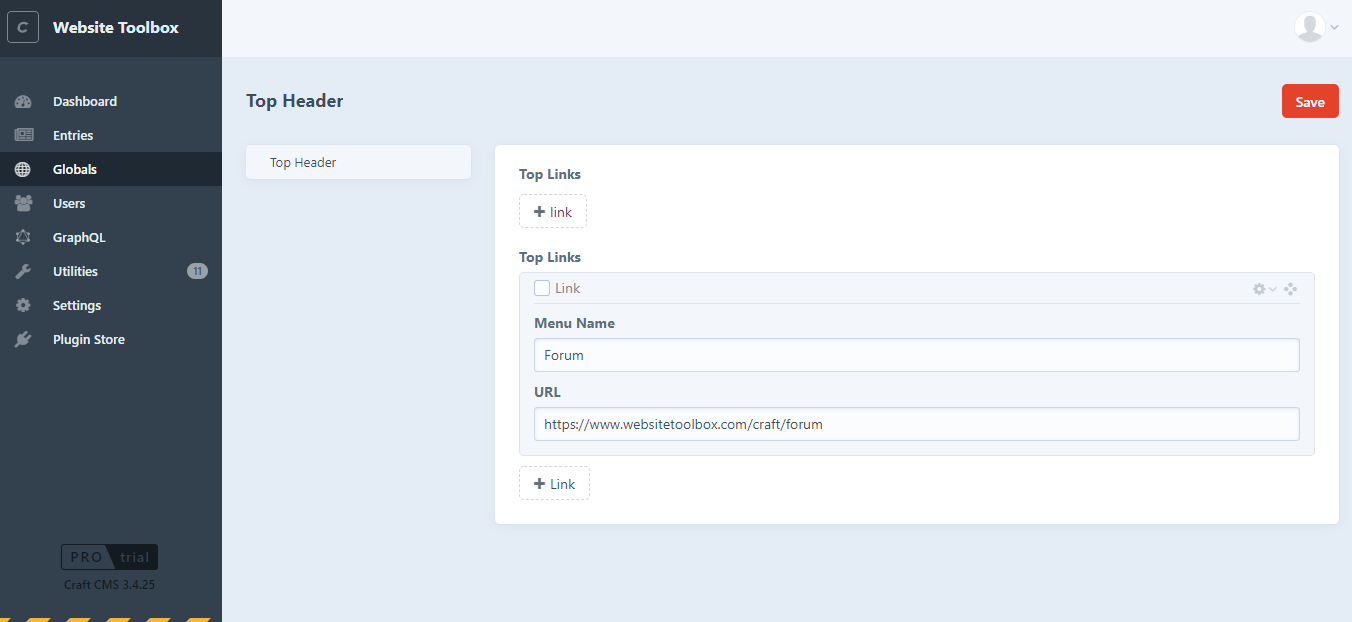 C
Website Toolbox
Dashboard
Entries
Globals
Users
GraphQL
Utilities 11
Settings
Plugin Store
PRO trial
Craft CMS 3.4.25
Top Header
Save
Top Header
Top Links
+ link
Top Links
Link
Menu Name
Forum
URL
https://www.websitetoolbox.com/craft/forum
+ Link